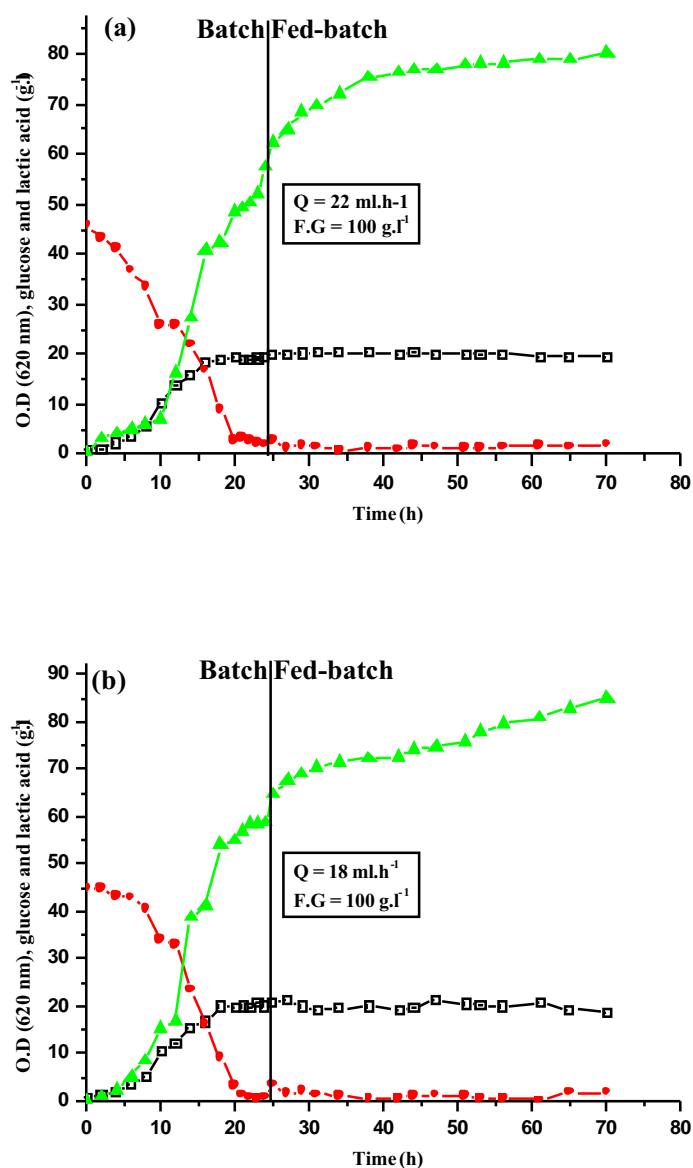 (a)
Batch Fed-batch
80
70
60
50
40
30
20
10
0
Q = 22 ml.h-1
F.G = 100 g.l-1
O.D (620 nm), glucose and lactic acid (g.l-1)
0 10 20 30 40 50 60 70 80
Time (h)
(b)
Batch Fed-batch
90
80
70
60
50
40
30
20
10
0
Q = 18 ml.h-1
F.G = 100 g.l-1
O.D (620 nm), glucose and lactic acid (g.l-1)
0 10 20 30 40 50 60 70 80
Time (h)